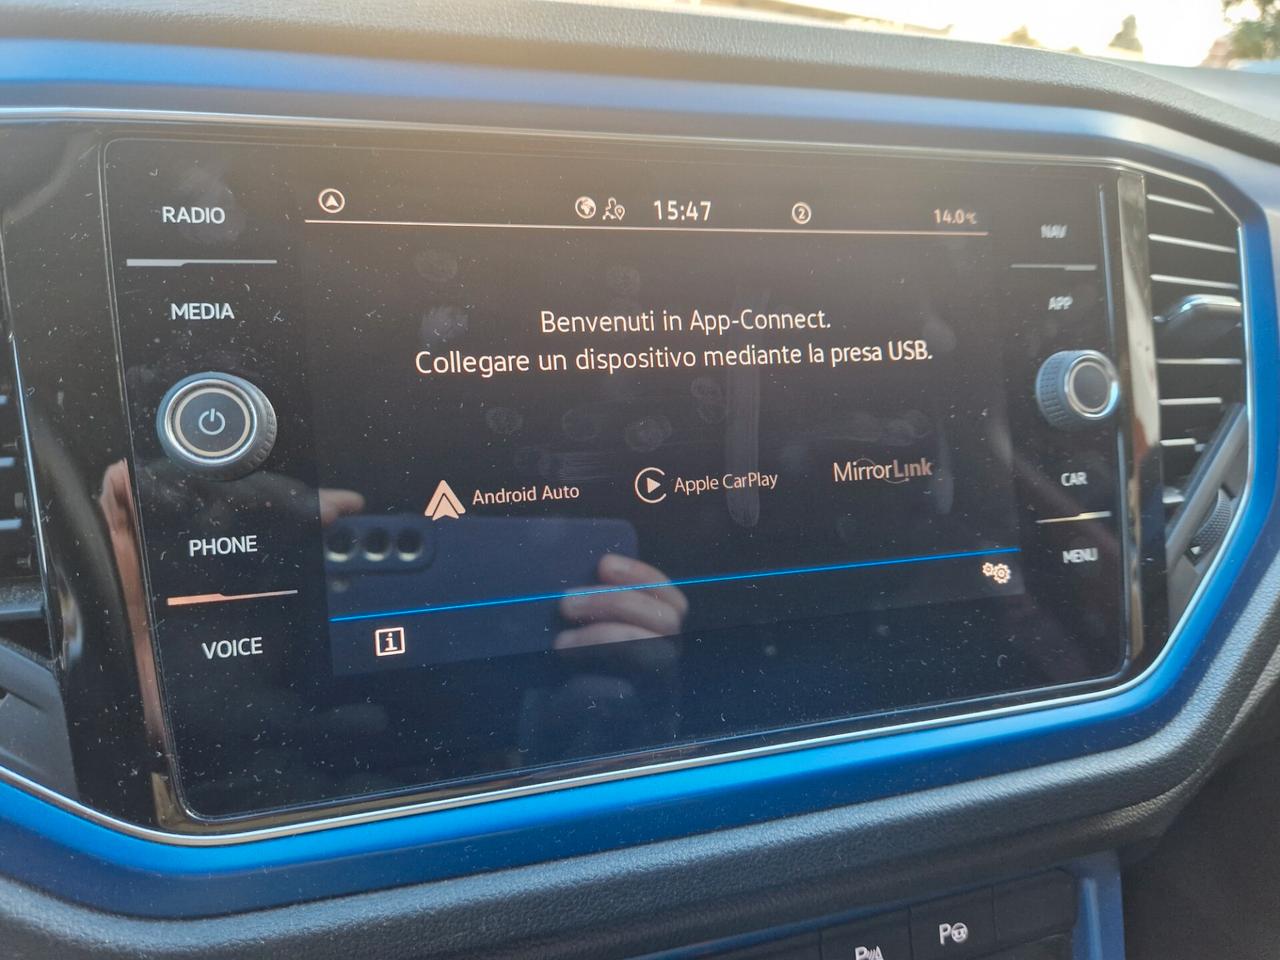 RADIO
MEDIA
PHONE
VOICE
15:47
2
14.0°C
Benvenuti in App-Connect.
Collegare un dispositivo mediante la presa USB.
Android Auto
Apple CarPlay
MirrorLink
i
NAV
APP
CAR
MENU
P
P